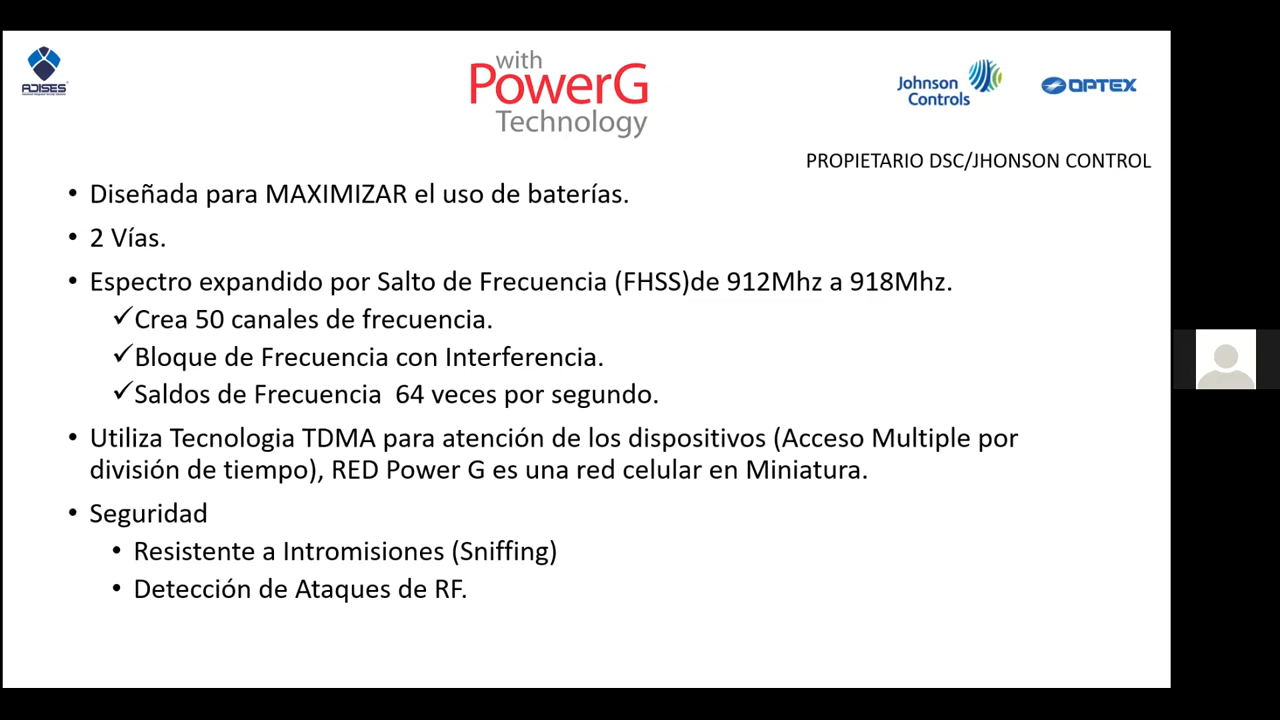 ADISES
with
PowerG
Technology
Johnson
Controls
OPTEX
PROPIETARIO DSC/JHONSON CONTROL
• Diseñada para MAXIMIZAR el uso de baterías.
• 2 Vías.
• Espectro expandido por Salto de Frecuencia (FHSS)de 912Mhz a 918Mhz.
✓Crea 50 canales de frecuencia.
✓Bloque de Frecuencia con Interferencia.
✓Saldos de Frecuencia 64 veces por segundo.
• Utiliza Tecnologia TDMA para atención de los dispositivos (Acceso Multiple por
división de tiempo), RED Power G es una red celular en Miniatura.
• Seguridad
• Resistente a Intromisiones (Sniffing)
• Detección de Ataques de RF.